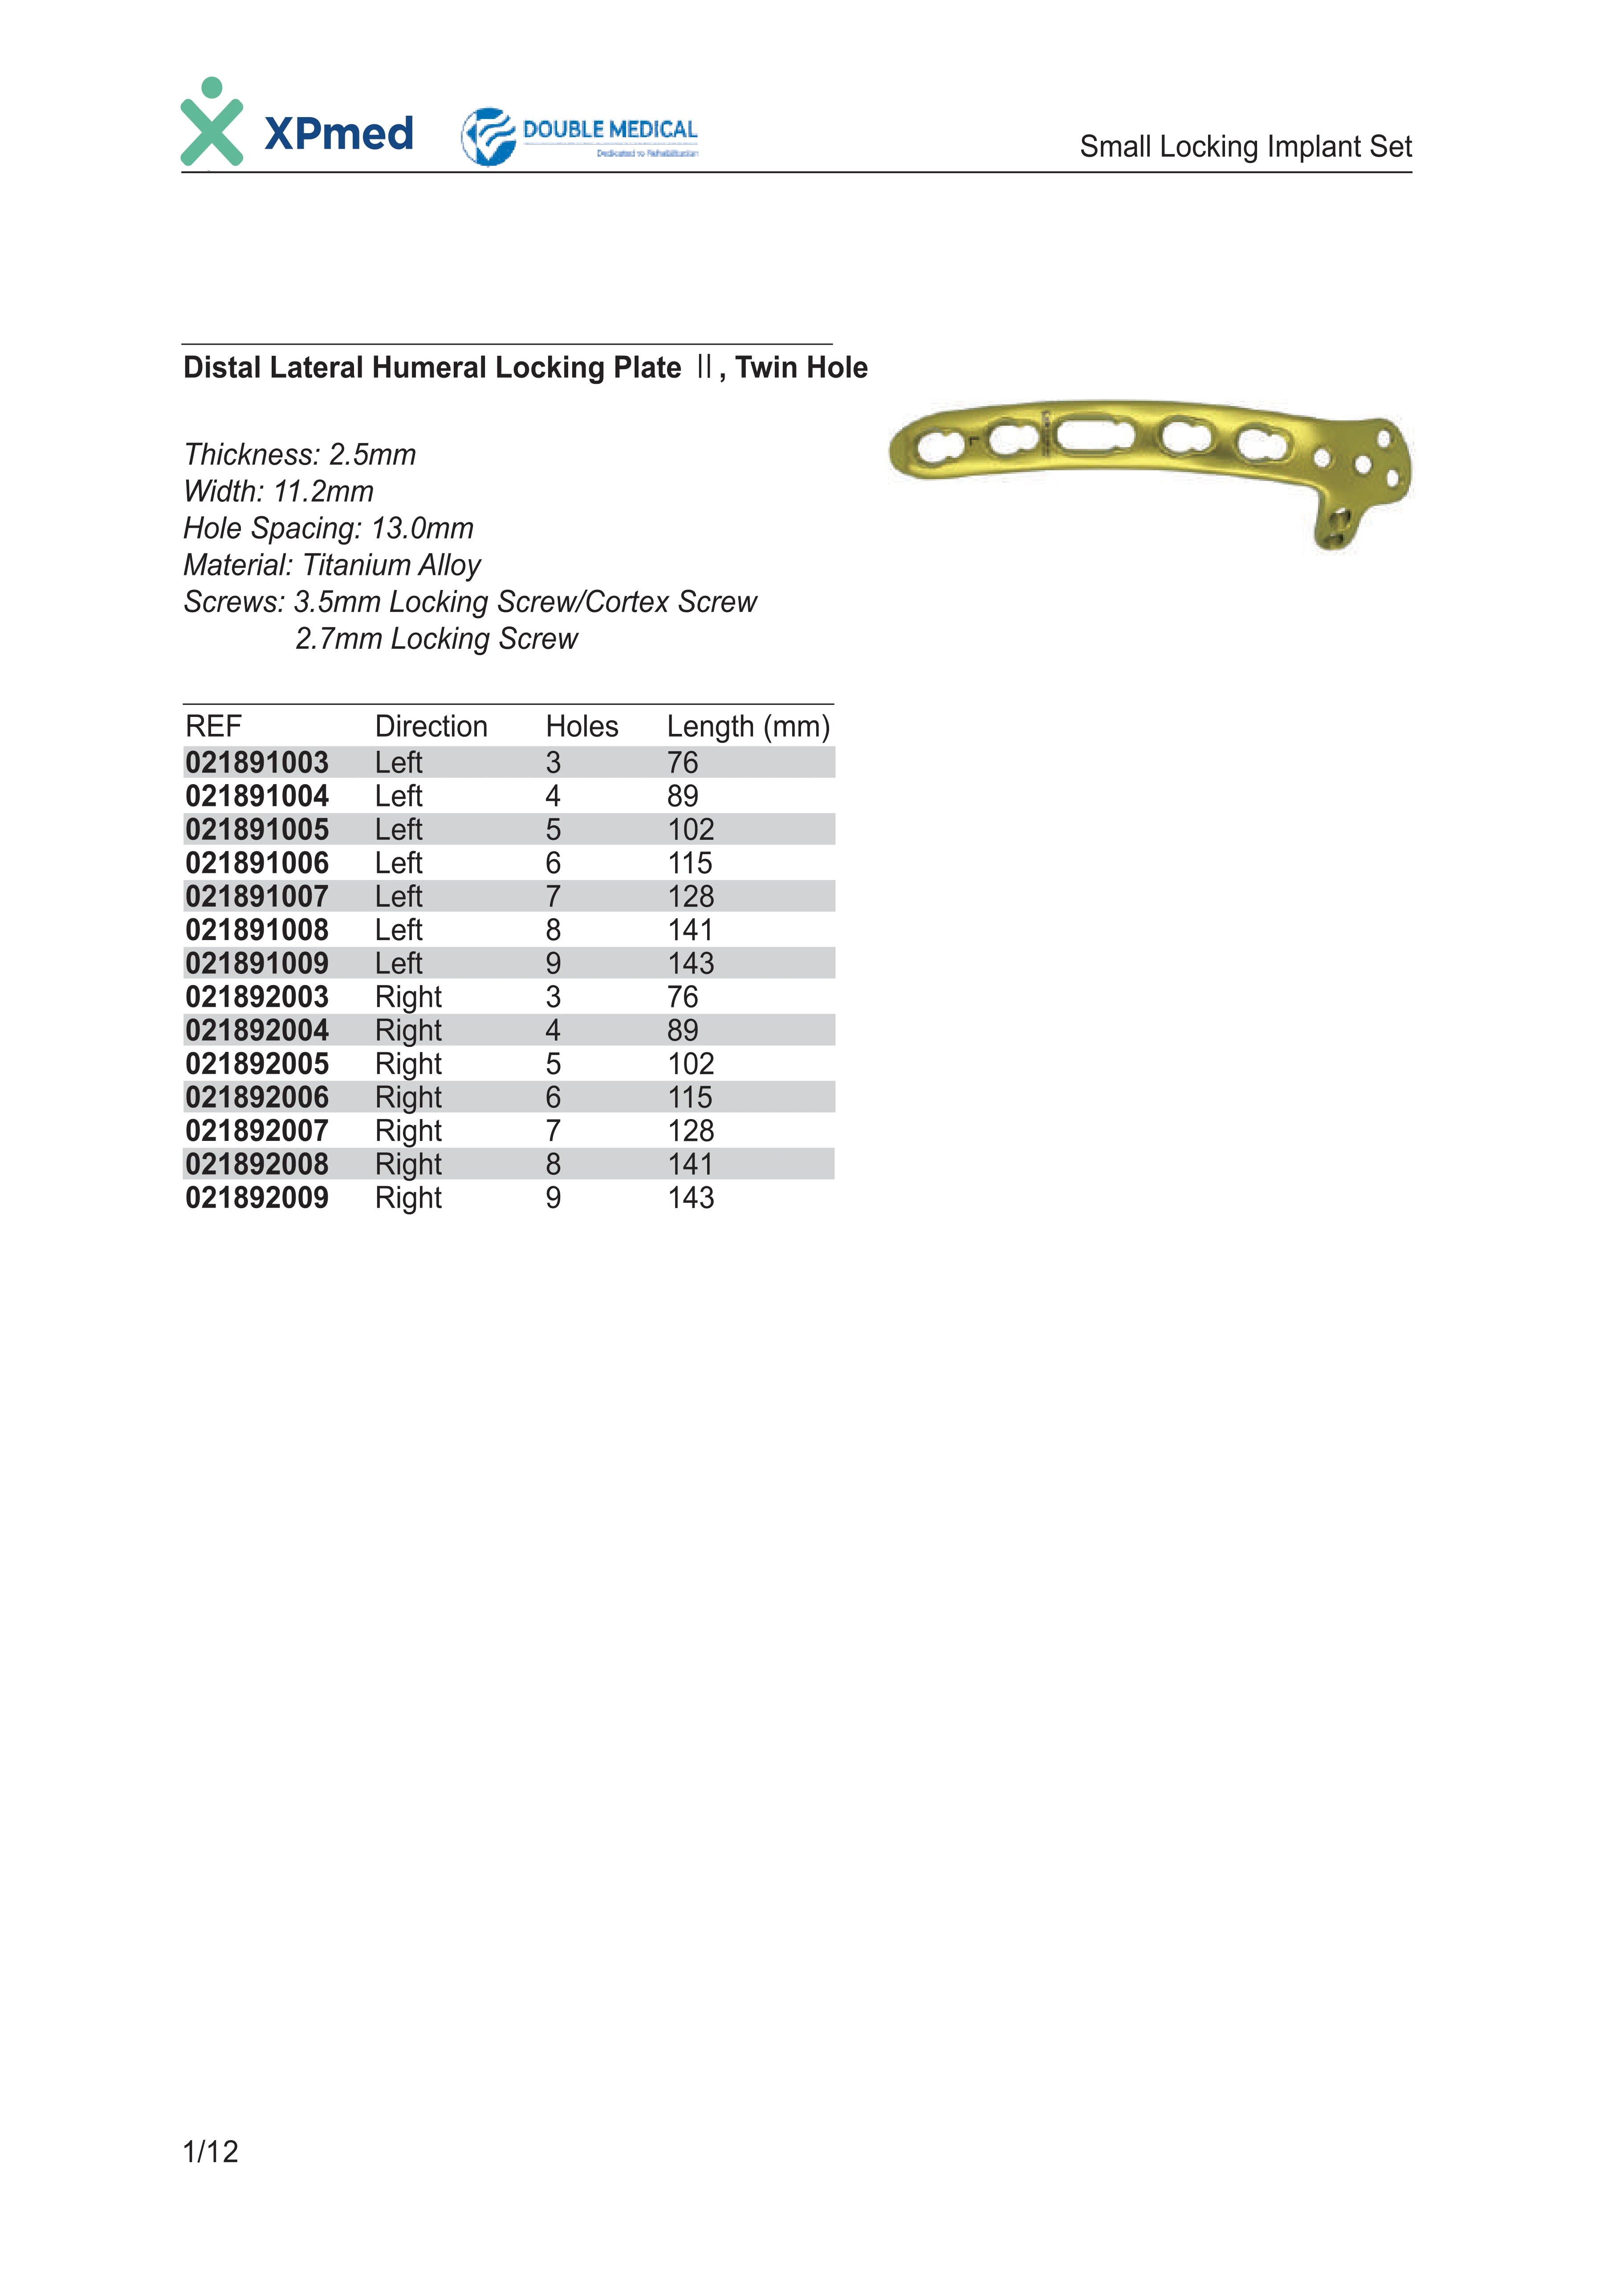 XPmed
DOUBLE MEDICAL
Dedicated to Rehabilitation
Small Locking Implant Set
Distal Lateral Humeral Locking Plate Ⅱ, Twin Hole
Thickness: 2.5mm
Width: 11.2mm
Hole Spacing: 13.0mm
Material: Titanium Alloy
Screws: 3.5mm Locking Screw/Cortex Screw
2.7mm Locking Screw
L
REF Direction Holes Length (mm)
021891003 Left 3 76
021891004 Left 4 89
021891005 Left 5 102
021891006 Left 6 115
021891007 Left 7 128
021891008 Left 8 141
021891009 Left 9 143
021892003 Right 3 76
021892004 Right 4 89
021892005 Right 5 102
021892006 Right 6 115
021892007 Right 7 128
021892008 Right 8 141
021892009 Right 9 143
1/12